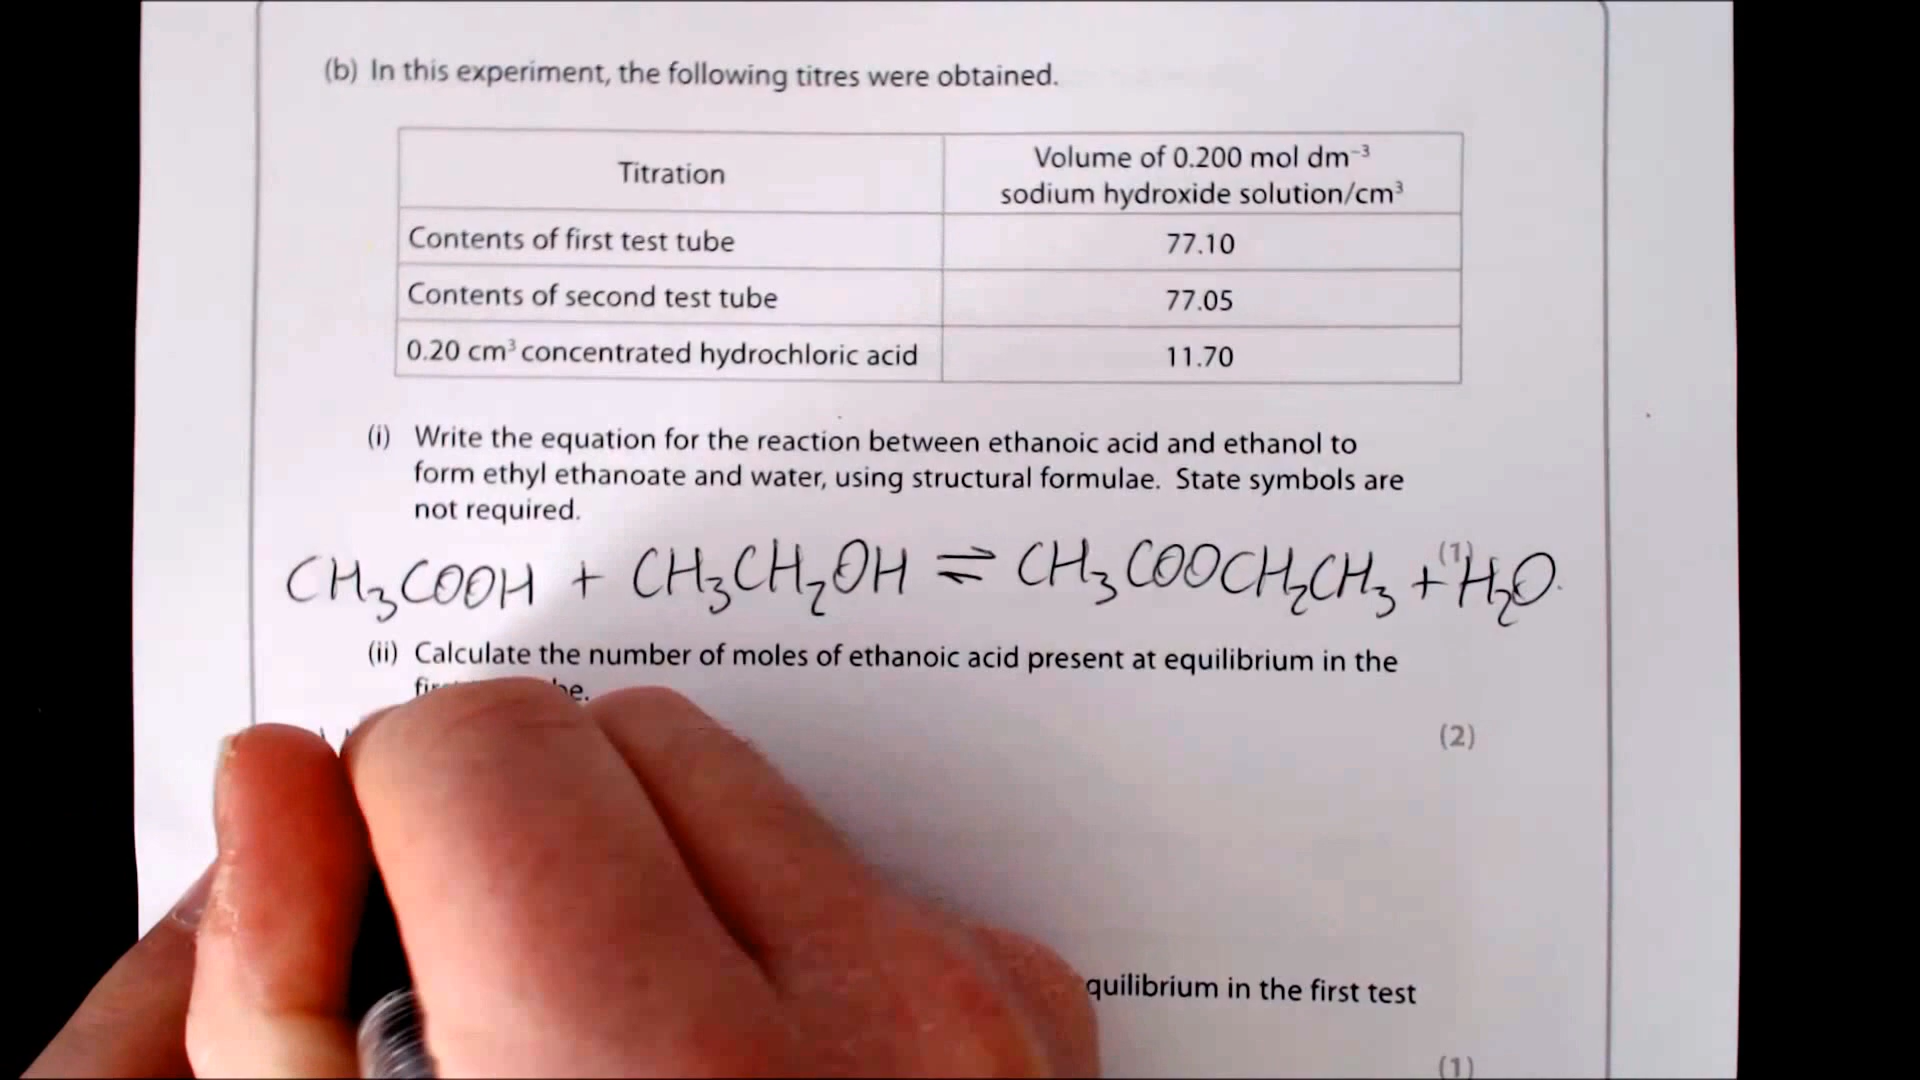 (b) In this experiment, the following titres were obtained.
Titration
Volume of 0.200 mol dm⁻³
sodium hydroxide solution/cm³
Contents of first test tube 77.10
Contents of second test tube 77.05
0.20 cm³ concentrated hydrochloric acid 11.70
(i) Write the equation for the reaction between ethanoic acid and ethanol to
form ethyl ethanoate and water, using structural formulae. State symbols are
not required.
(1)
CH₃COOH + CH₃CH₂OH ⇌ CH₃COOCH₂CH₃ + H₂O.
(ii) Calculate the number of moles of ethanoic acid present at equilibrium in the
(2)
quilibrium in the first test
(1)